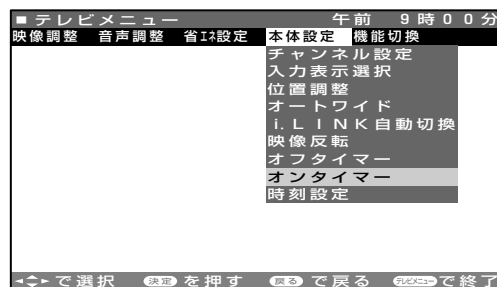 ■テレビメニュー 午前 9時00分
映像調整 音声調整 省エネ設定 本体設定 機能切換
チャンネル設定
入力表示選択
位置調整
オートワイド
i.LINK自動切換
映像反転
オフタイマー
オンタイマー
時刻設定
で選択 決定 を押す 戻る で戻る テレビメニュー で終了